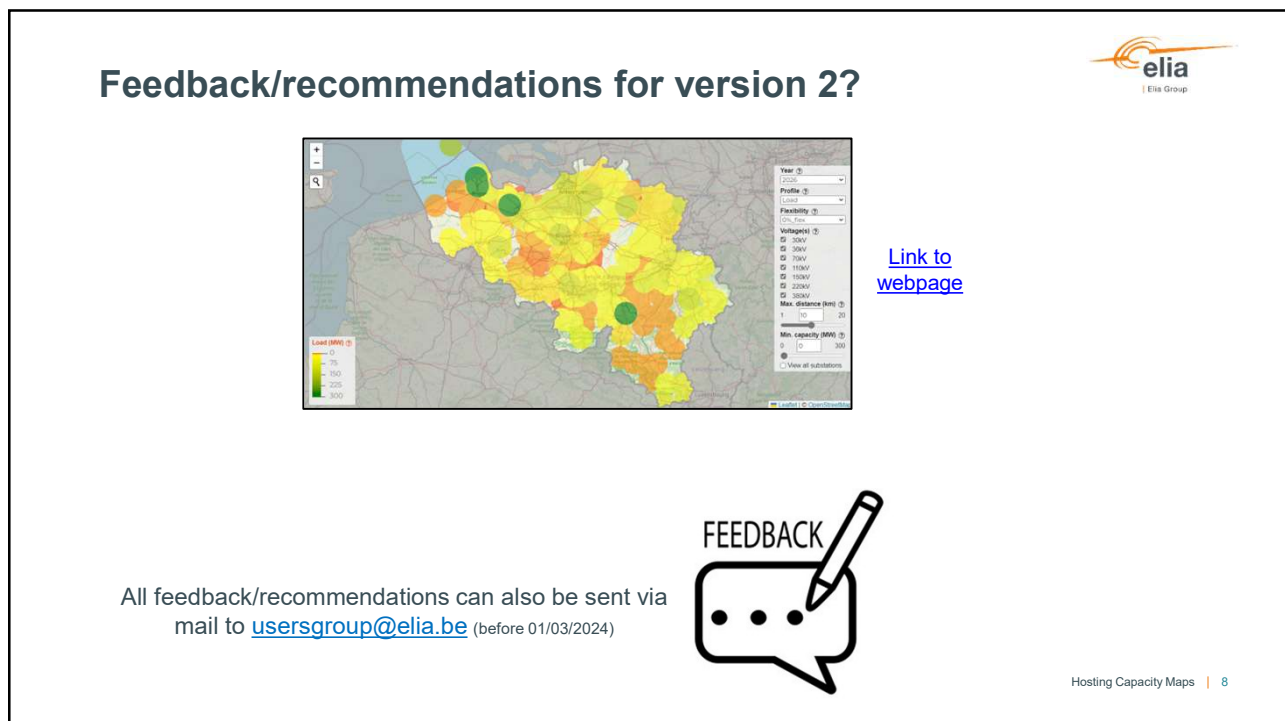 Feedback/recommendations for version 2?
elia
| Elia Group
+
−
Year ?
2026
Profile ?
Load
Flexibility ?
0%_flex
Voltage(s) ?
30kV
36kV
70kV
110kV
150kV
220kV
380kV
Max. distance (km) ?
1 10 20
Min. capacity (MW) ?
0 0 300
View all substations
Load (MW) ?
0
75
150
225
300
Leaflet | © OpenStreetMap
Link to
webpage
FEEDBACK
All feedback/recommendations can also be sent via
mail to usersgroup@elia.be (before 01/03/2024)
Hosting Capacity Maps | 8